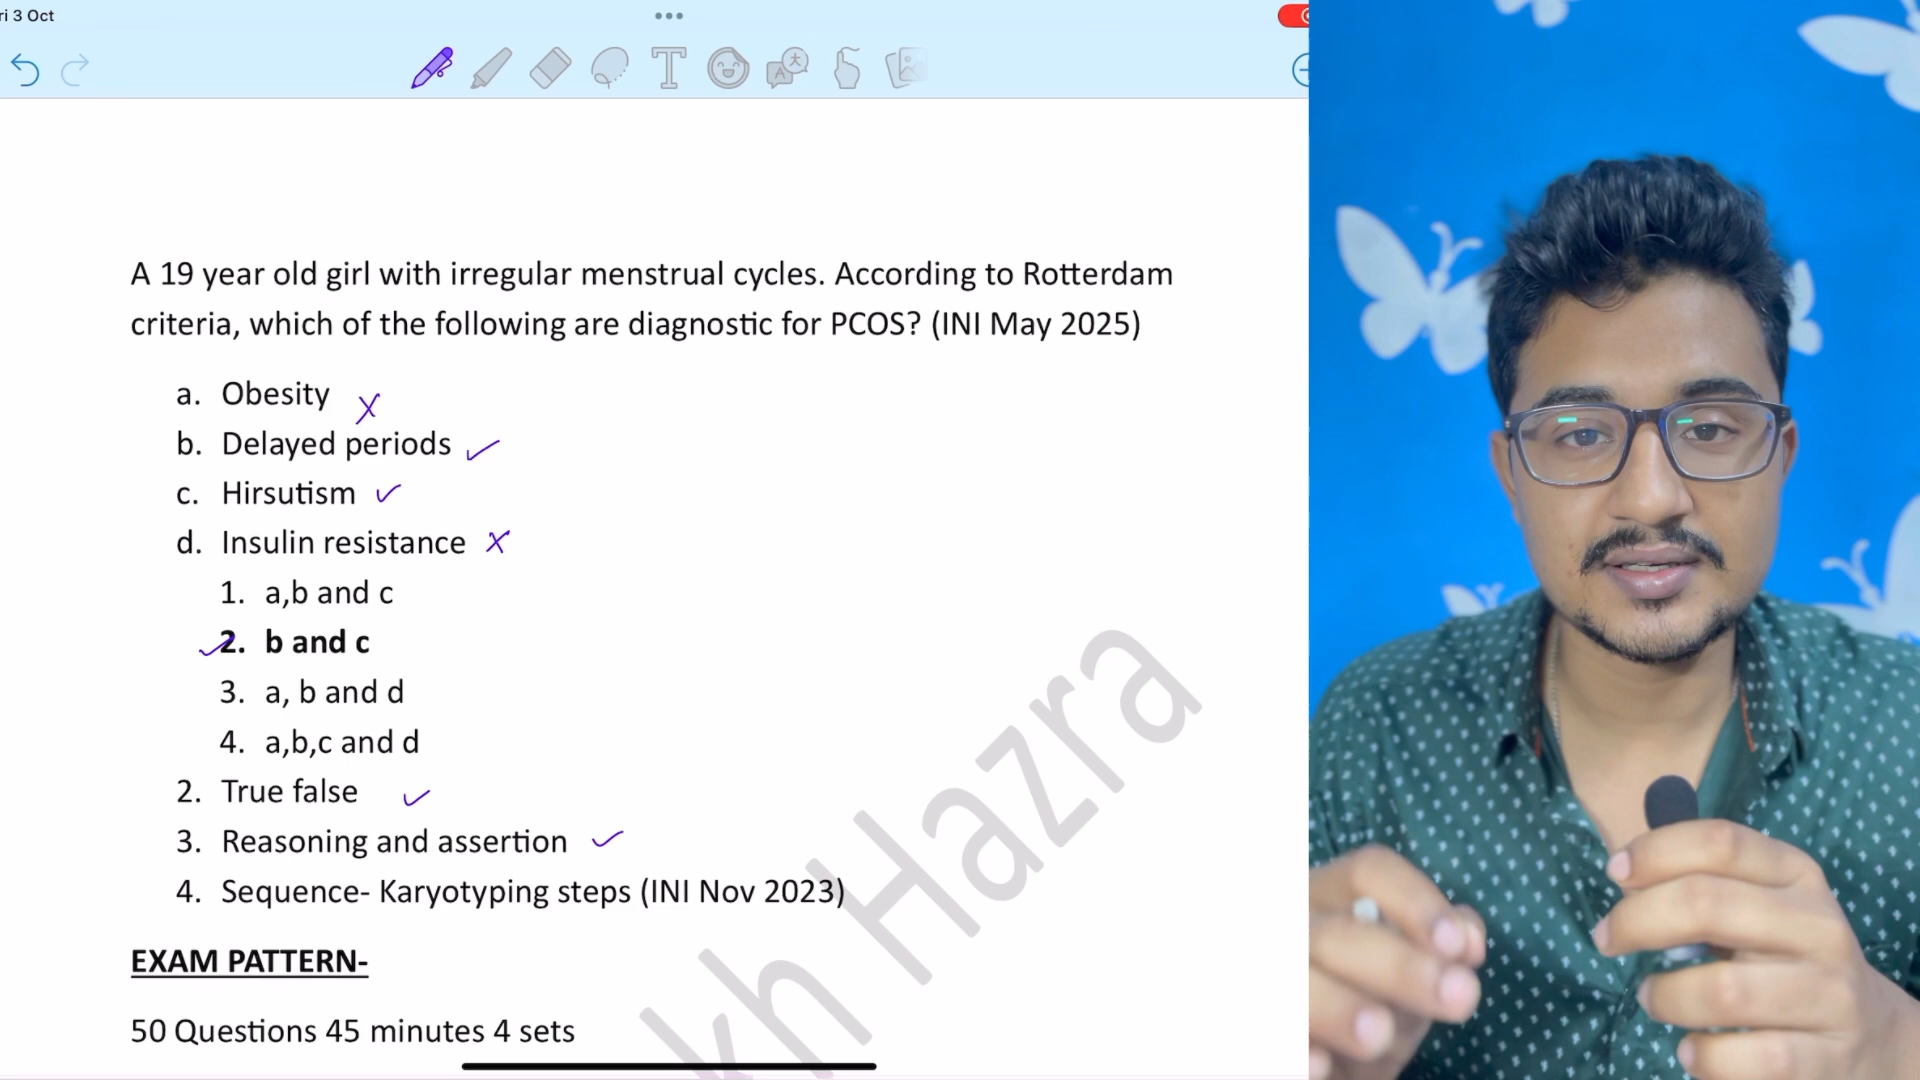 ri 3 Oct
A 19 year old girl with irregular menstrual cycles. According to Rotterdam
criteria, which of the following are diagnostic for PCOS? (INI May 2025)
a. Obesity
b. Delayed periods
c. Hirsutism
d. Insulin resistance
1. a,b and c
2. b and c
3. a, b and d
4. a,b,c and d
2. True false
3. Reasoning and assertion
4. Sequence- Karyotyping steps (INI Nov 2023)
EXAM PATTERN-
50 Questions 45 minutes 4 sets
kh Hazra